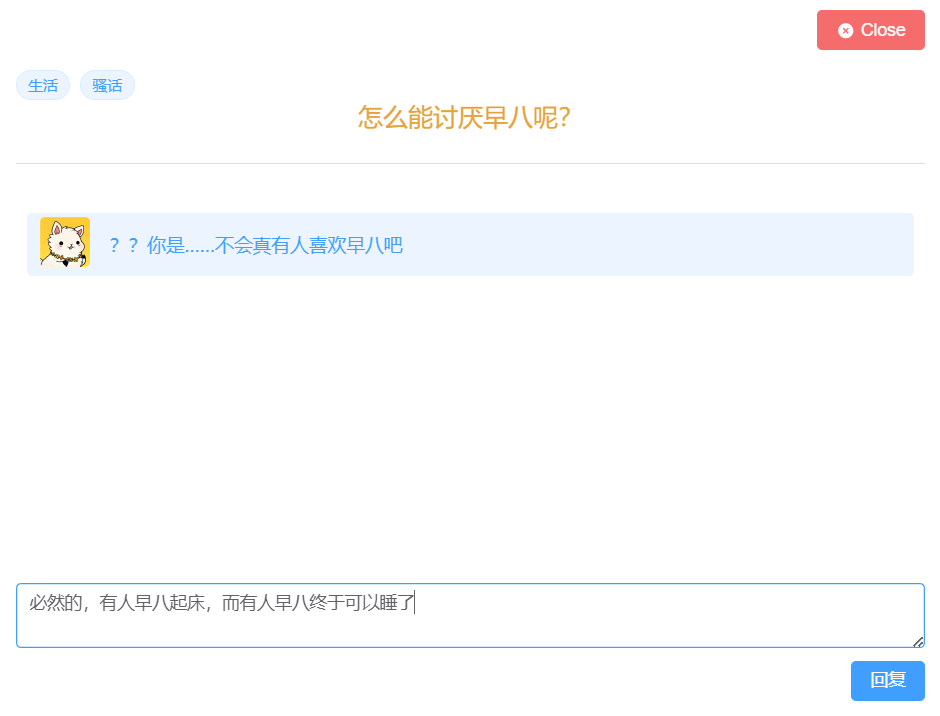 Close
生活 骚话
怎么能讨厌早八呢?
？？你是......不会真有人喜欢早八吧
必然的，有人早八起床，而有人早八终于可以睡了
回复